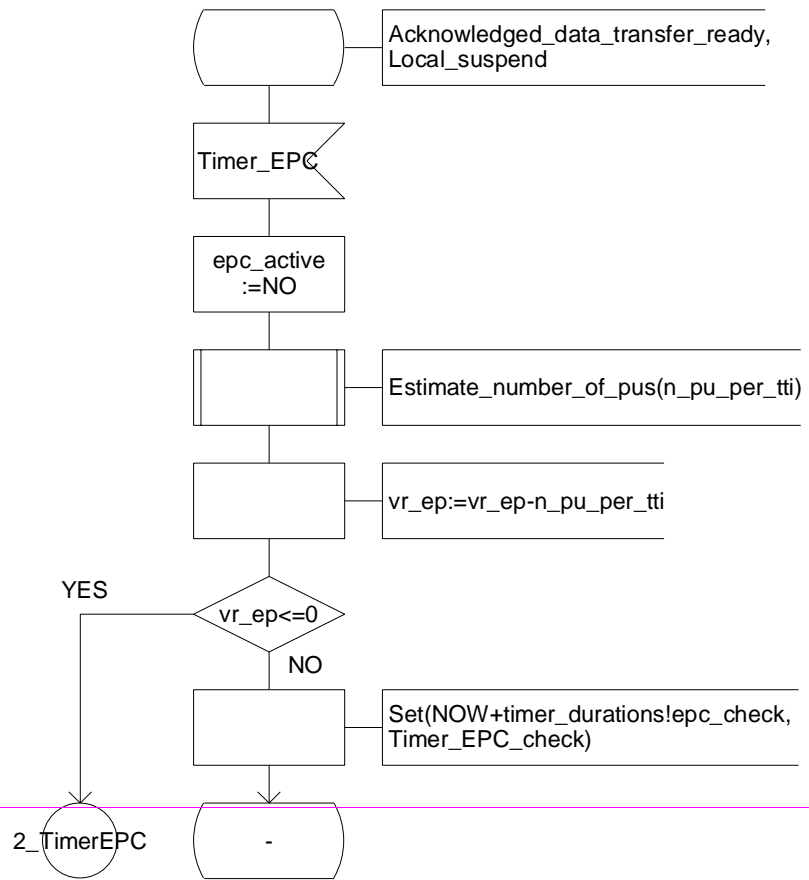 Acknowledged_data_transfer_ready,
Local_suspend
Timer_EPC
epc_active
:=NO
Estimate_number_of_pus(n_pu_per_tti)
vr_ep:=vr_ep-n_pu_per_tti
YES
vr_ep<=0
NO
Set(NOW+timer_durations!epc_check,
Timer_EPC_check)
2_TimerEPC
-